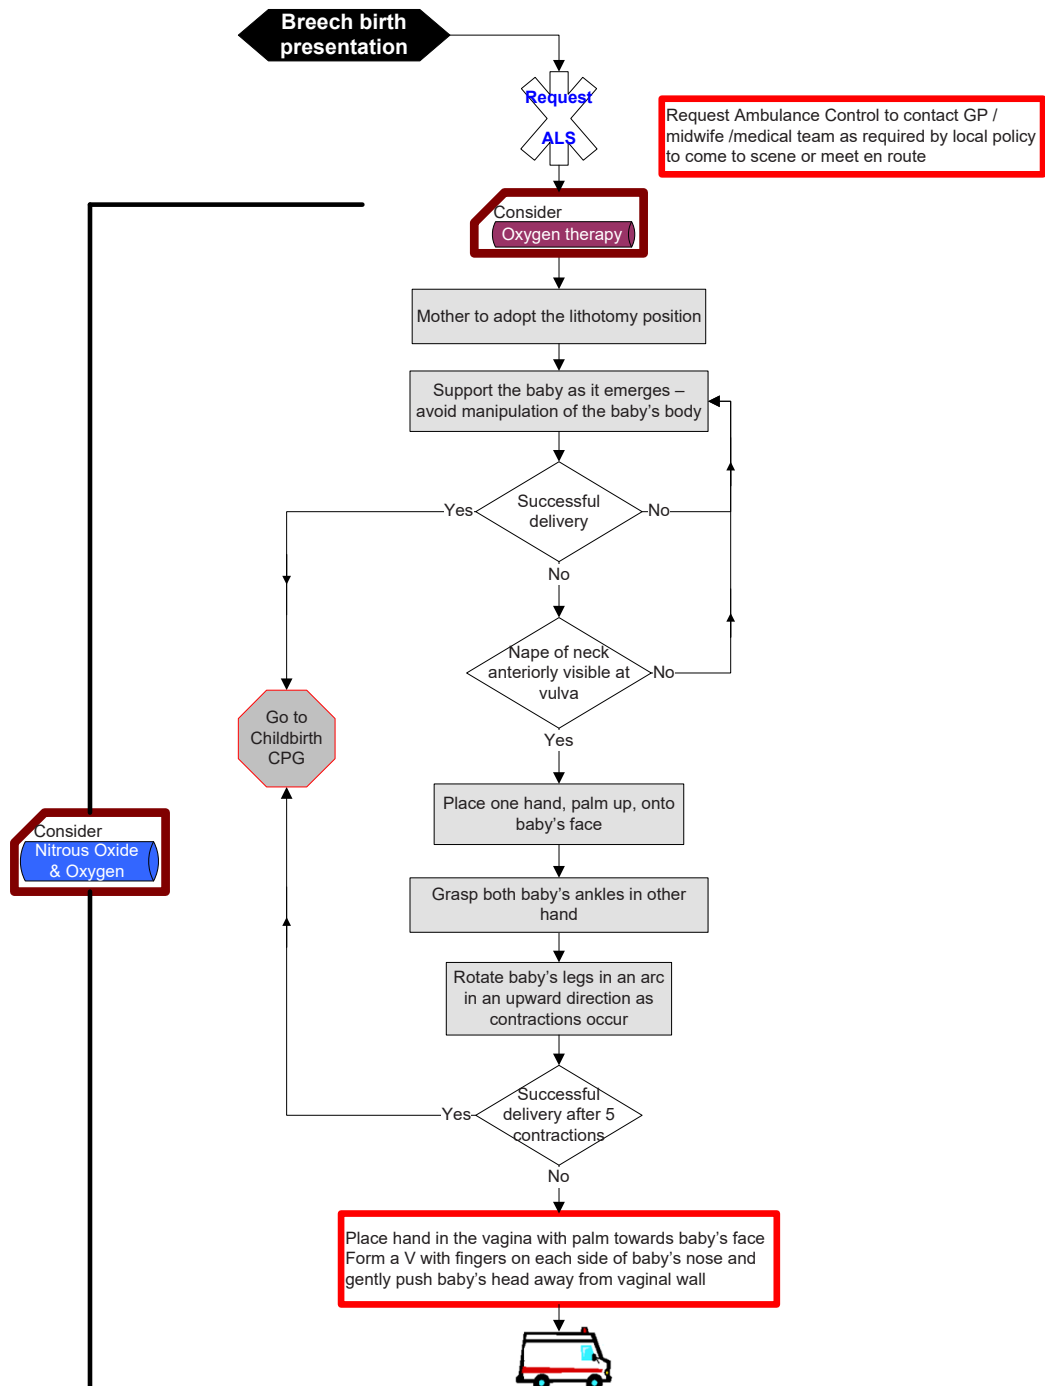 Breech birth
presentation
Request
ALS
Request Ambulance Control to contact GP /
midwife /medical team as required by local policy
to come to scene or meet en route
Consider
Oxygen therapy
Mother to adopt the lithotomy position
Support the baby as it emerges –
avoid manipulation of the baby’s body
Successful
delivery
Yes
No
No
Nape of neck
anteriorly visible at
vulva
No
Yes
Go to
Childbirth
CPG
Place one hand, palm up, onto
baby’s face
Consider
Nitrous Oxide
& Oxygen
Grasp both baby’s ankles in other
hand
Rotate baby’s legs in an arc
in an upward direction as
contractions occur
Successful
delivery after 5
contractions
Yes
No
Place hand in the vagina with palm towards baby’s face
Form a V with fingers on each side of baby’s nose and
gently push baby’s head away from vaginal wall